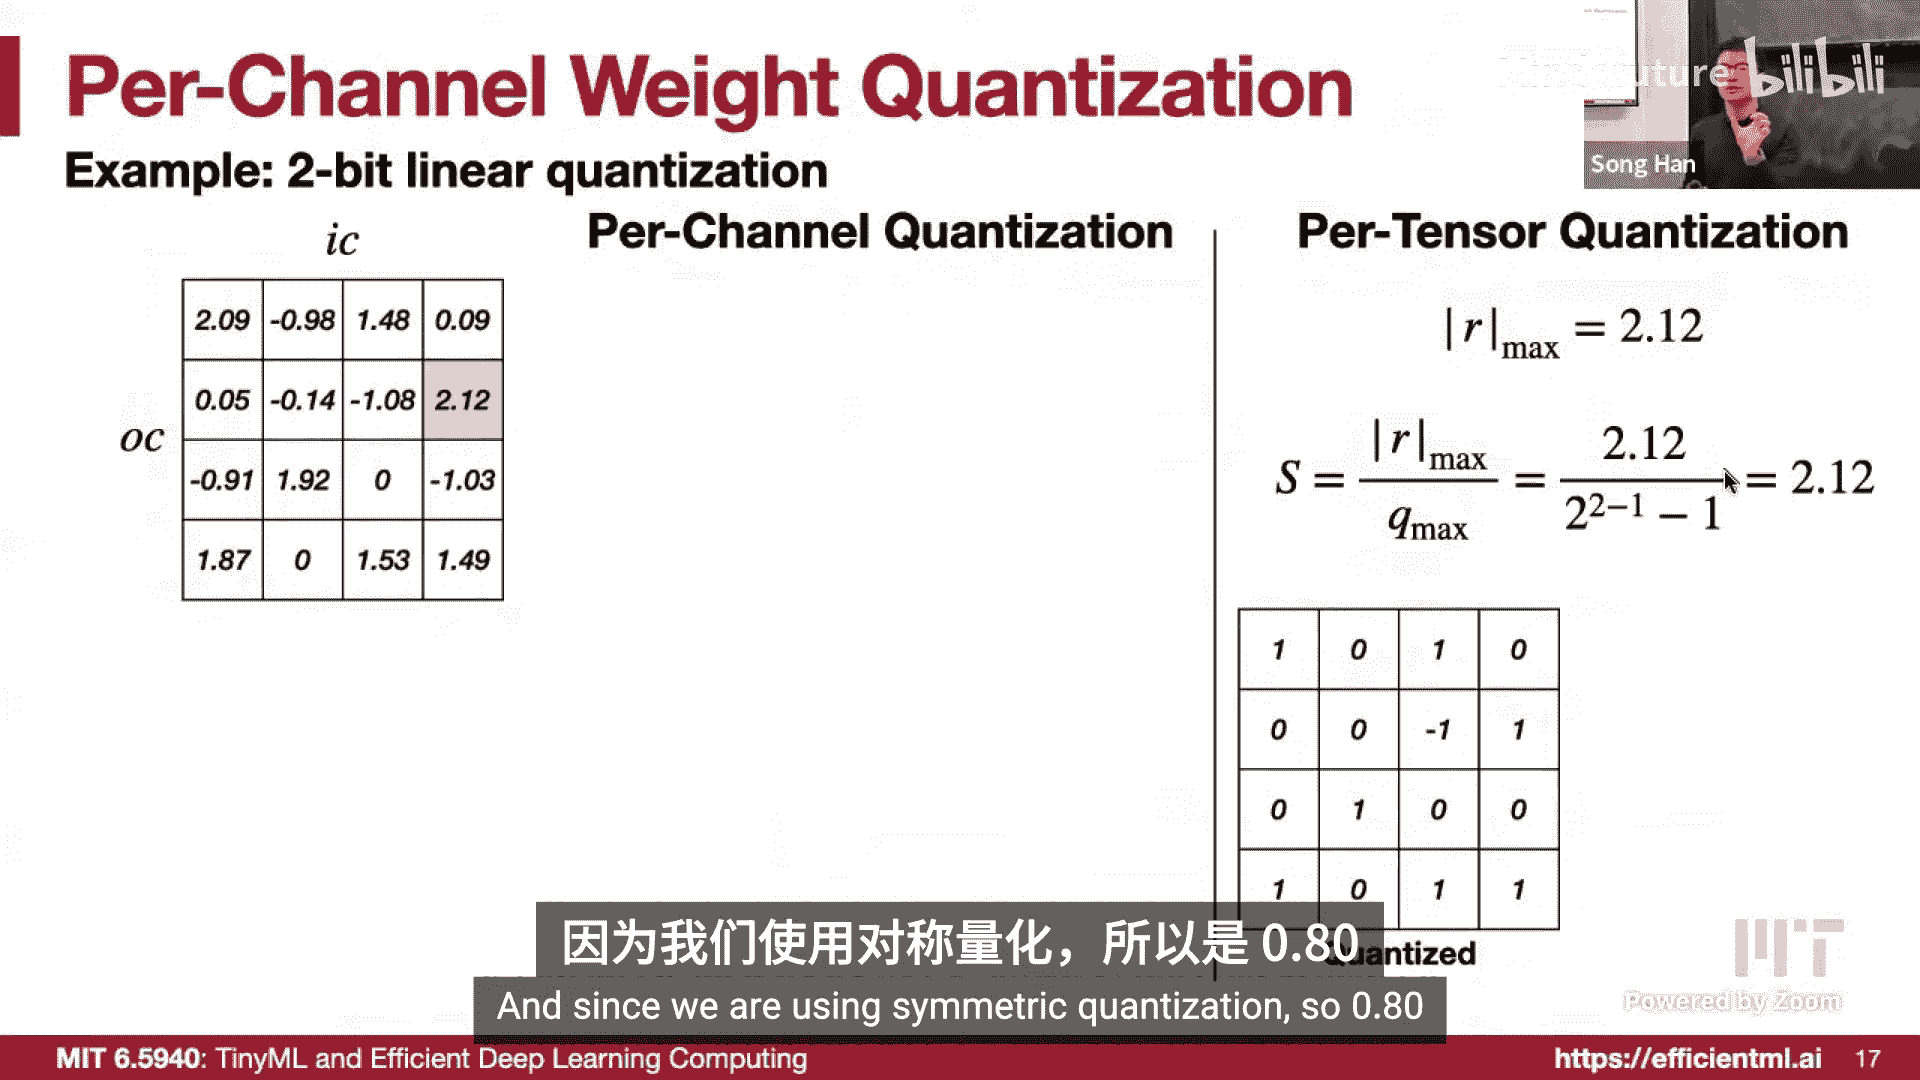 Per-Channel Weight Quantization
Example: 2-bit linear quantization
uture
bilibili
Song Han
ic
oc
2.09 -0.98 1.48 0.09
0.05 -0.14 -1.08 2.12
-0.91 1.92 0 -1.03
1.87 0 1.53 1.49
Per-Channel Quantization
Per-Tensor Quantization
|r|max = 2.12
S = |r|max / qmax = 2.12 / 2²⁻¹ − 1 = 2.12
1 0 1 0
0 0 -1 1
0 1 0 0
1 0 1 1
Quantized
因为我们使用对称量化，所以是 0.80
And since we are using symmetric quantization, so 0.80
MIT
Powered by Zoom
MIT 6.5940: TinyML and Efficient Deep Learning Computing
https://efficientml.ai
17